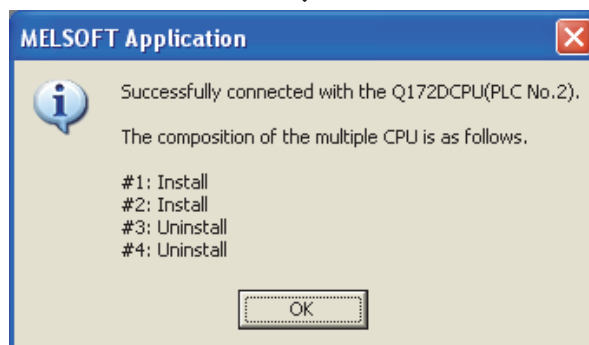 MELSOFT Application
Successfully connected with the Q172DCPU(PLC No.2).
The composition of the multiple CPU is as follows.
#1: Install
#2: Install
#3: Uninstall
#4: Uninstall
OK